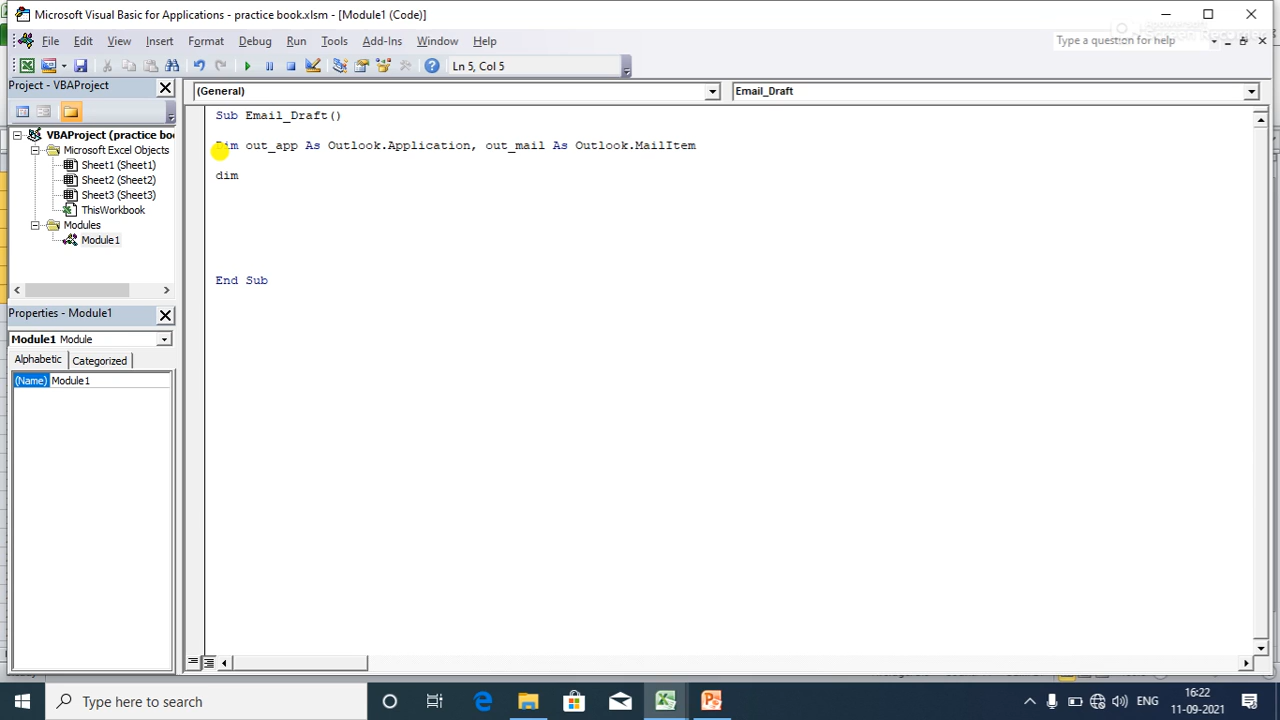 Microsoft Visual Basic for Applications - practice book.xlsm - [Module1 (Code)]
File Edit View Insert Format Debug Run Tools Add-Ins Window Help
Type a question for help
Ln 5, Col 5
Project - VBAProject
(General)
Email_Draft
VBAProject (practice
Microsoft Excel Objects
Sheet1 (Sheet1)
Sheet2 (Sheet2)
Sheet3 (Sheet3)
ThisWorkbook
Modules
Module1
Sub Email_Draft()
Dim out_app As Outlook.Application, out_mail As Outlook.MailItem
dim
End Sub
Properties - Module1
Module1 Module
Alphabetic Categorized
(Name) Module1
Type here to search
ENG
16:22
11-09-2021